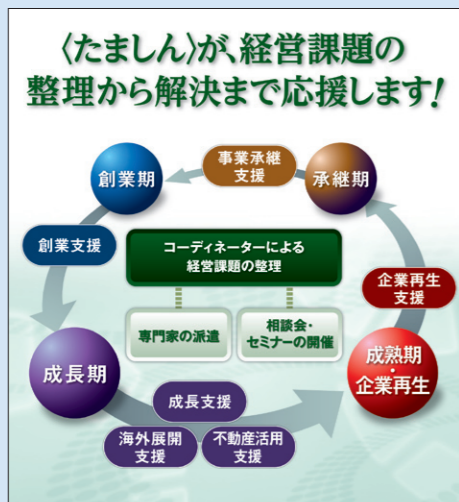 〈たましん〉が、経営課題の
整理から解決まで応援します!
事業承継
支援
創業期
承継期
創業支援
コーディネーターによる
経営課題の整理
企業再生
支援
専門家の派遣
相談会・
セミナーの開催
成長期
成熟期・
企業再生
成長支援
海外展開
支援
不動産活用
支援